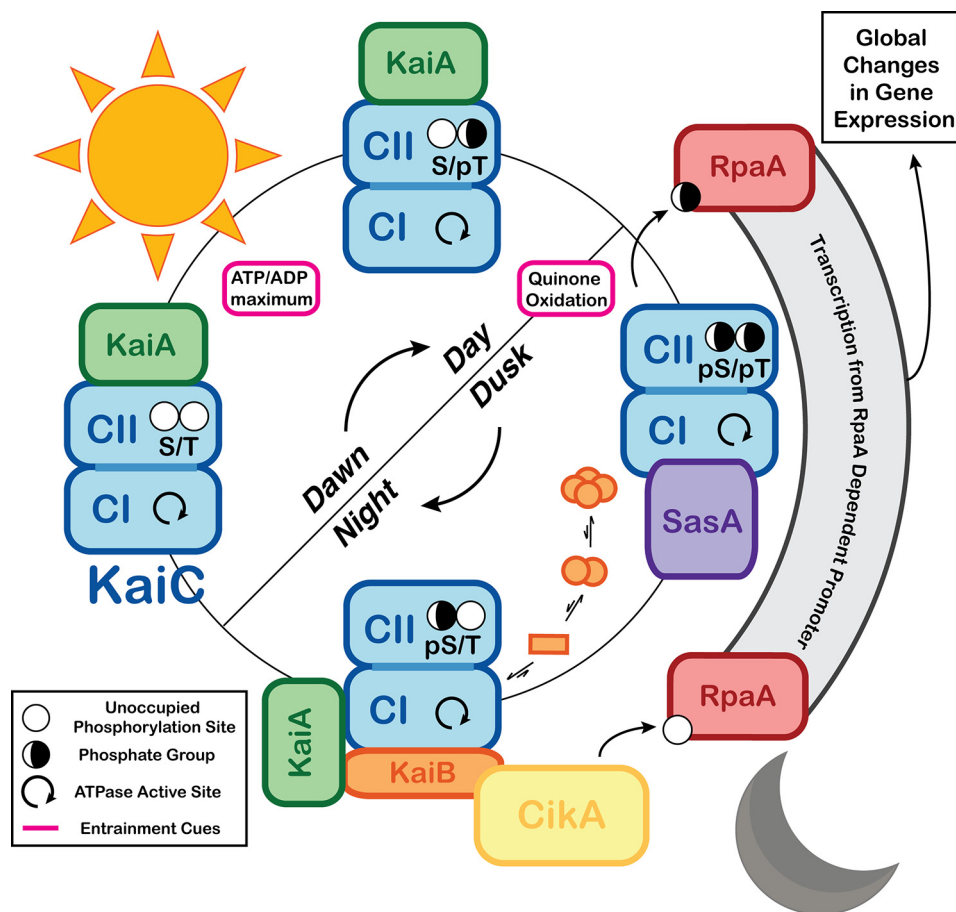 KaiA
CII
S/pT
CI
Global
Changes
in Gene
Expression
RpaA
ATP/ADP
maximum
Quinone
Oxidation
KaiA
CII
S/T
CI
KaiC
Day
Dusk
Dawn
Night
CII
pS/pT
CI
SasA
Transcription from RpaA Dependent Promoter
CII
pS/T
CI
KaiA
KaiB
CikA
RpaA
Unoccupied
Phosphorylation Site
Phosphate Group
ATPase Active Site
Entrainment Cues